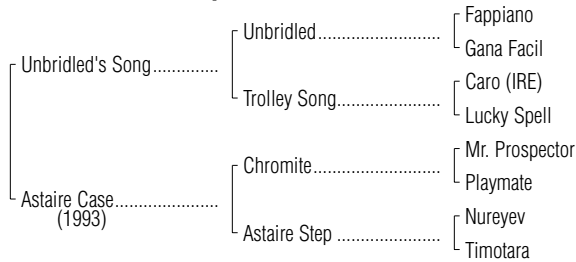 Fappiano
Unbridled....................
Gana Facil
Unbridled's Song.............
Caro (IRE)
Trolley Song.................
Lucky Spell
Mr. Prospector
Chromite.....................
Playmate
Astaire Case.................
(1993)
Nureyev
Astaire Step .................
Timotara